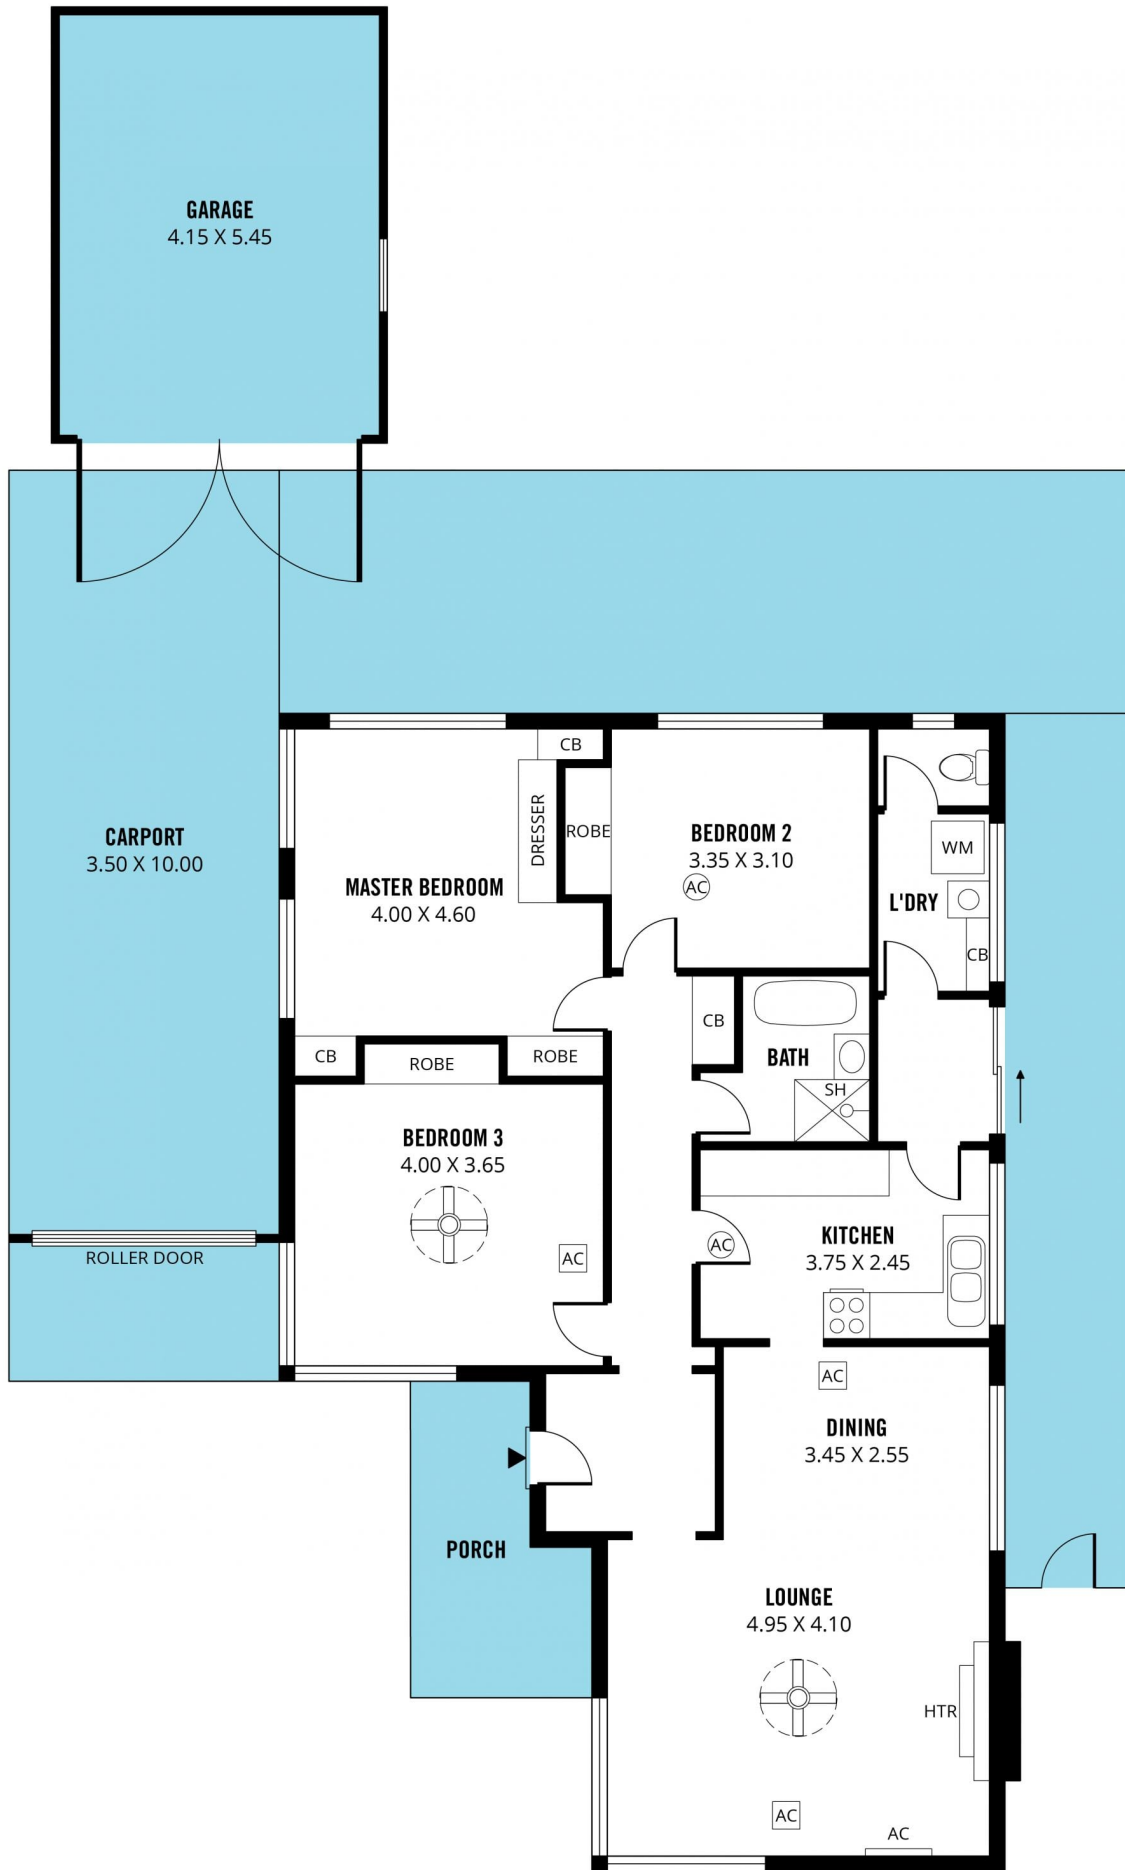 GARAGE
4.15 X 5.45
CB
DRESSER
ROBE
BEDROOM 2
3.35 X 3.10
AC
WM
CARPORT
3.50 X 10.00
MASTER BEDROOM
4.00 X 4.60
L'DRY
CB
CB
BATH
SH
CB
ROBE
ROBE
BEDROOM 3
4.00 X 3.65
AC
ROLLER DOOR
AC
KITCHEN
3.75 X 2.45
AC
DINING
3.45 X 2.55
PORCH
LOUNGE
4.95 X 4.10
HTR
AC
AC